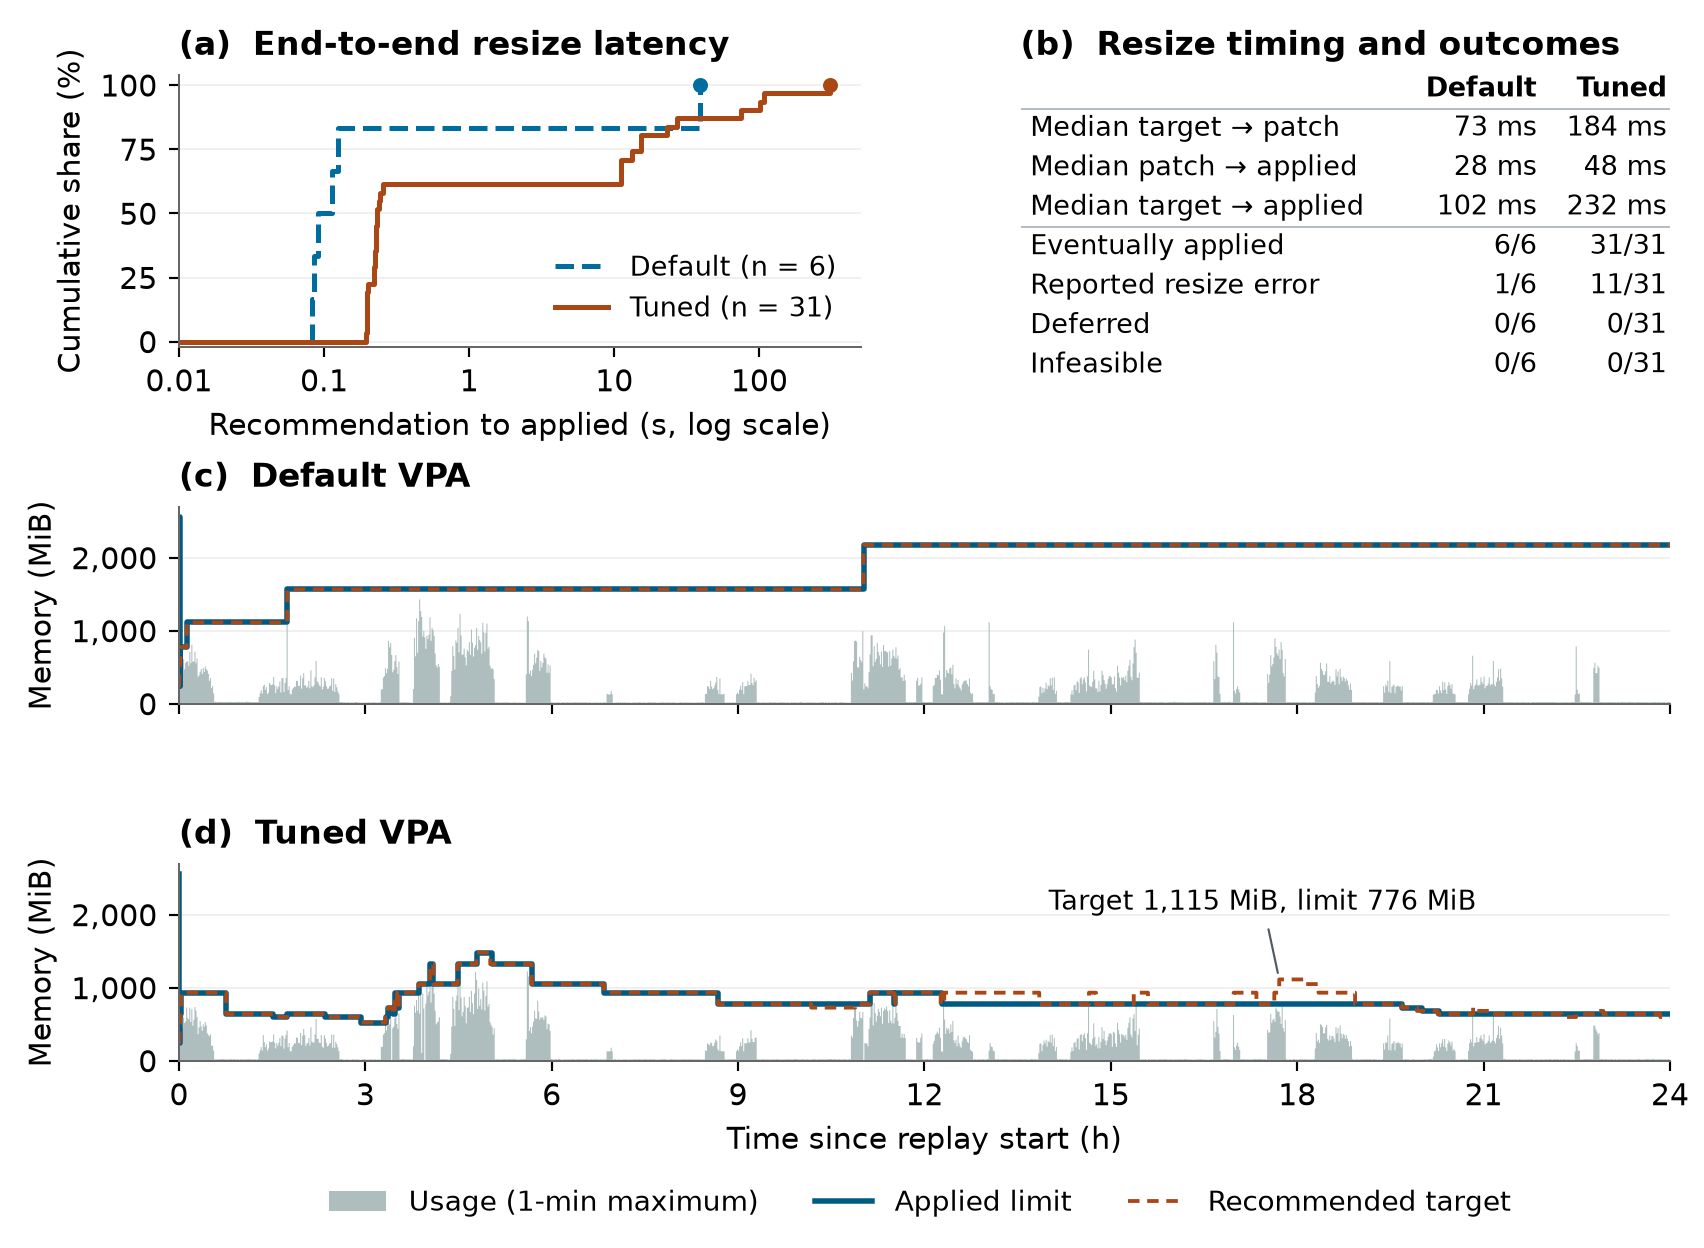 (a) End-to-end resize latency
Cumulative share (%)
100
75
50
25
0
Default (n = 6)
Tuned (n = 31)
0.01 0.1 1 10 100
Recommendation to applied (s, log scale)
(b) Resize timing and outcomes
Default Tuned
Median target → patch 73 ms 184 ms
Median patch → applied 28 ms 48 ms
Median target → applied 102 ms 232 ms
Eventually applied 6/6 31/31
Reported resize error 1/6 11/31
Deferred 0/6 0/31
Infeasible 0/6 0/31
(c) Default VPA
Memory (MiB)
2,000
1,000
0
(d) Tuned VPA
Memory (MiB)
2,000
1,000
0
Target 1,115 MiB, limit 776 MiB
0 3 6 9 12 15 18 21 24
Time since replay start (h)
Usage (1-min maximum) Applied limit Recommended target